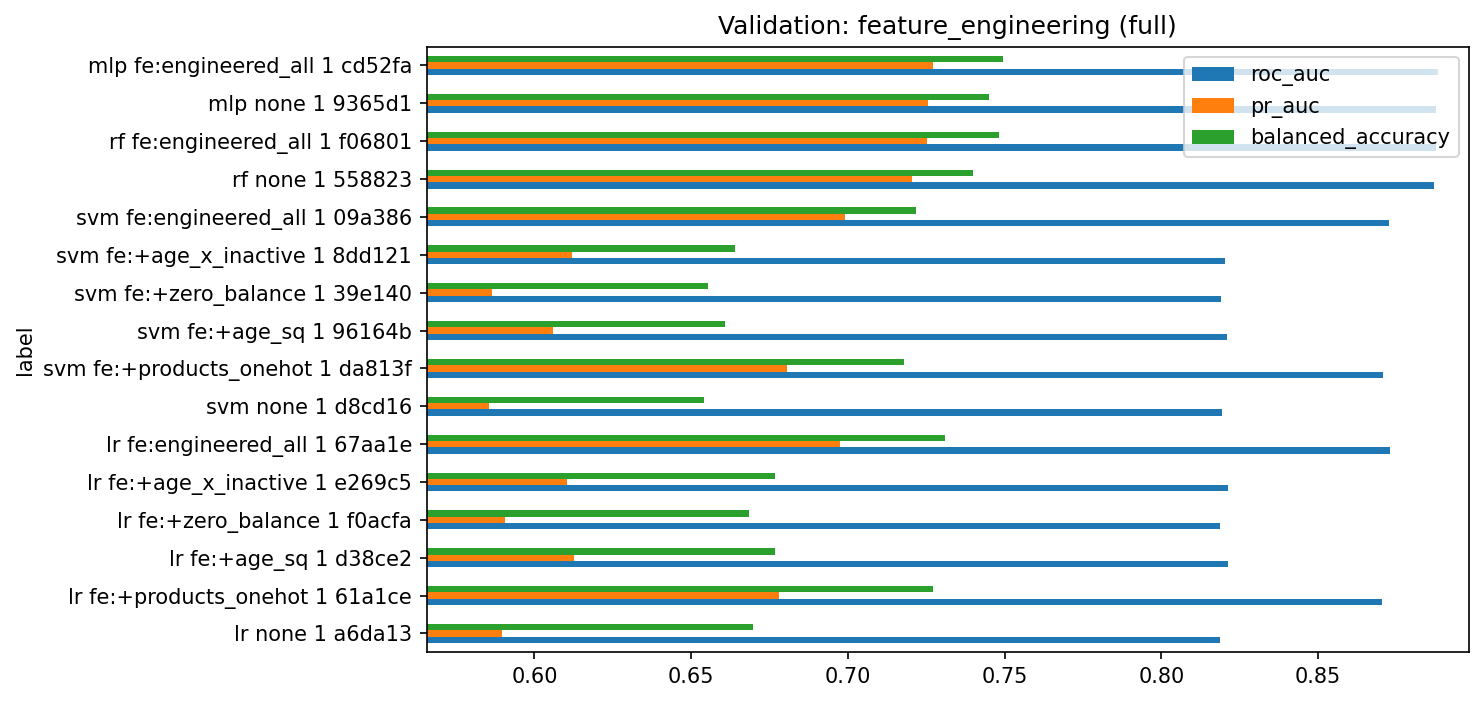 Validation: feature_engineering (full)
mlp fe:engineered_all 1 cd52fa
mlp none 1 9365d1
rf fe:engineered_all 1 f06801
rf none 1 558823
svm fe:engineered_all 1 09a386
svm fe:+age_x_inactive 1 8dd121
svm fe:+zero_balance 1 39e140
svm fe:+age_sq 1 96164b
svm fe:+products_onehot 1 da813f
svm none 1 d8cd16
lr fe:engineered_all 1 67aa1e
lr fe:+age_x_inactive 1 e269c5
lr fe:+zero_balance 1 f0acfa
lr fe:+age_sq 1 d38ce2
lr fe:+products_onehot 1 61a1ce
lr none 1 a6da13
label
roc_auc
pr_auc
balanced_accuracy
0.60 0.65 0.70 0.75 0.80 0.85